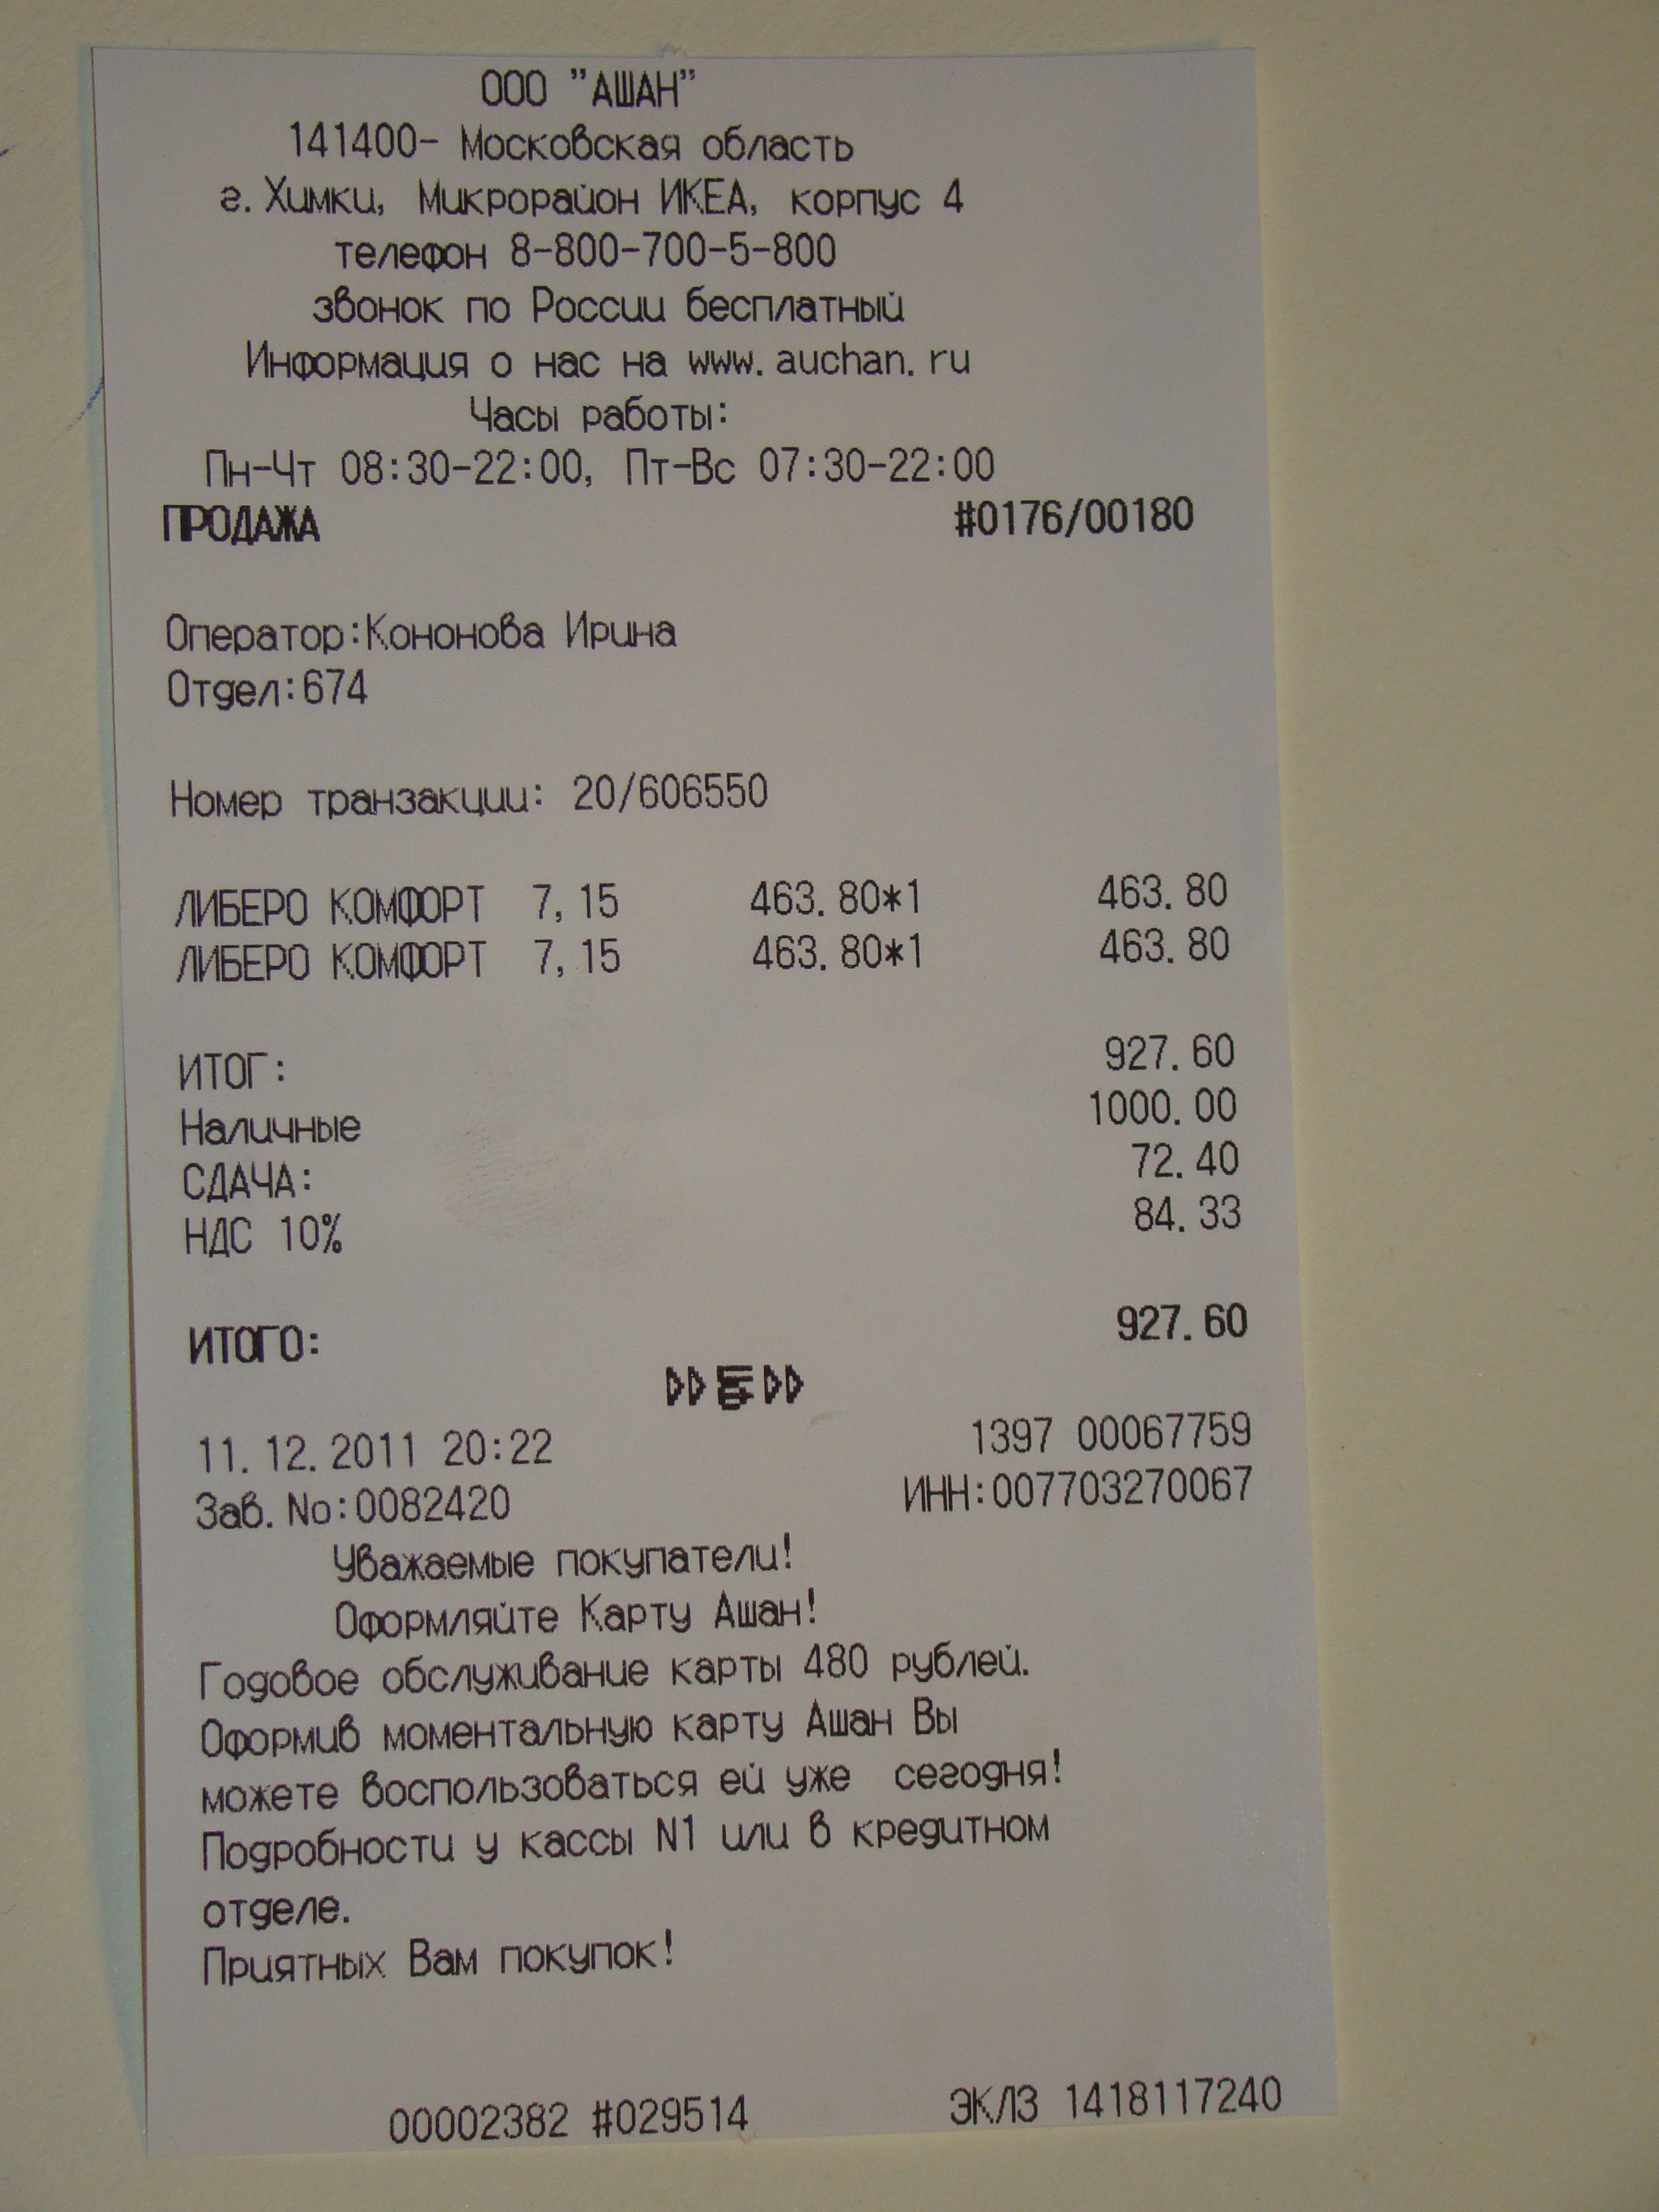 ООО "АШАН"
141400- Московская область
г. Химки, Микрорайон ИКЕА, корпус 4
телефон 8-800-700-5-800
звонок по России бесплатный
Информация о нас на www.auchan.ru
Часы работы:
Пн-Чт 08:30-22:00, Пт-Вс 07:30-22:00
ПРОДАЖА #0176/00180
Оператор:Кононова Ирина
Отдел:674
Номер транзакции: 20/606550
ЛИБЕРО КОМФОРТ 7,15 463.80*1 463.80
ЛИБЕРО КОМФОРТ 7,15 463.80*1 463.80
ИТОГ: 927.60
Наличные 1000.00
СДАЧА: 72.40
НДС 10% 84.33
ИТОГО: 927.60
11.12.2011 20:22 1397 00067759
Зав. No:0082420 ИНН:007703270067
Уважаемые покупатели!
Оформляйте Карту Ашан!
Годовое обслуживание карты 480 рублей.
Оформив моментальную карту Ашан Вы
можете воспользоваться ей уже сегодня!
Подробности у кассы N1 или в кредитном
отделе.
Приятных Вам покупок!
00002382 #029514 ЭКЛЗ 1418117240